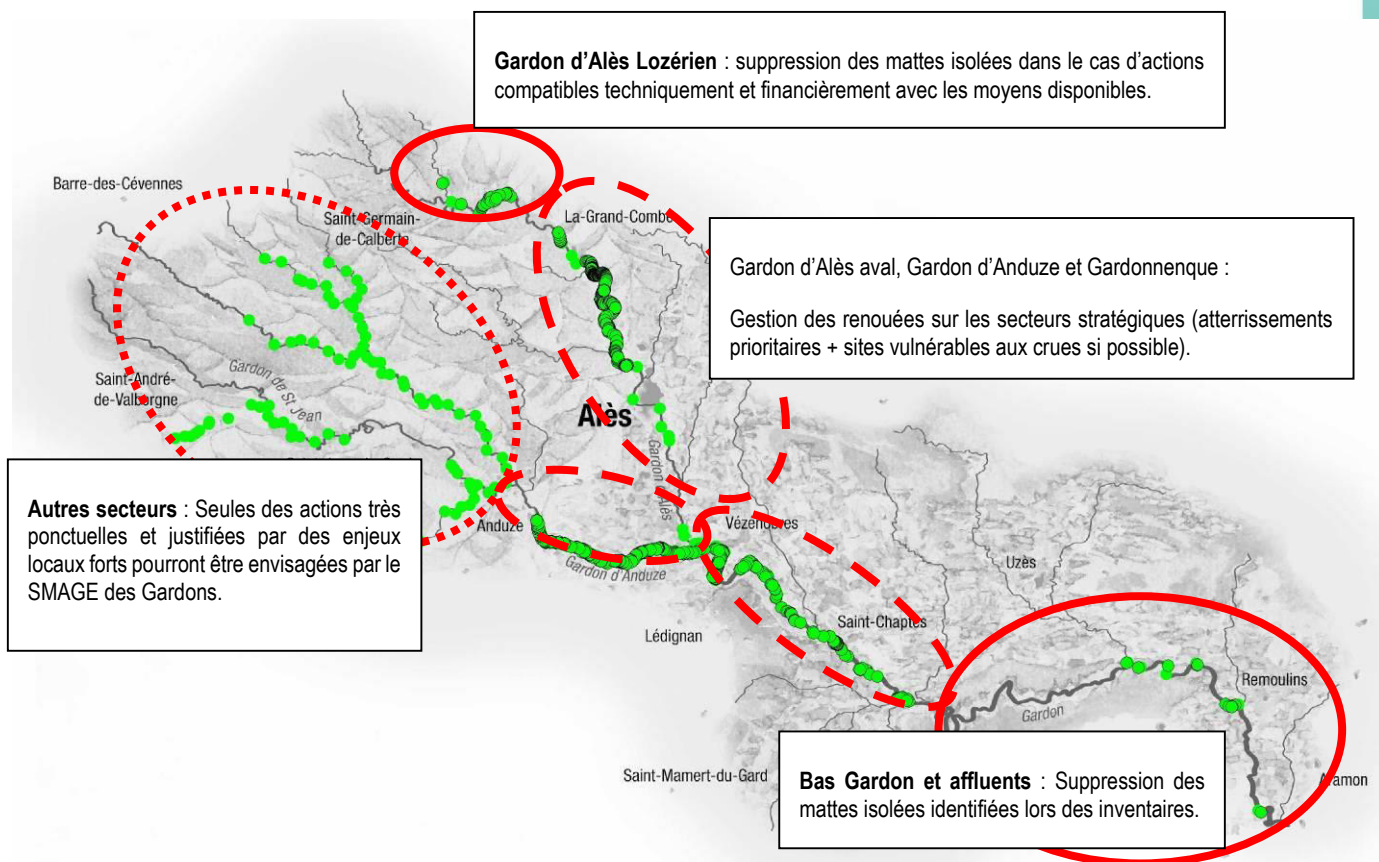 Gardon d'Alès Lozérien : suppression des mattes isolées dans le cas d'actions
compatibles techniquement et financièrement avec les moyens disponibles.
Barre-des-Cévennes
Saint-Germain-
de-Calberte
La-Grand-Combe
Gardon d'Alès aval, Gardon d'Anduze et Gardonnenque :
Gestion des renouées sur les secteurs stratégiques (atterrissements
prioritaires + sites vulnérables aux crues si possible).
Saint-André-
de-Valborgne
Gardon de St Jean
Alès
Gardon d'Alès
Autres secteurs : Seules des actions très
ponctuelles et justifiées par des enjeux
locaux forts pourront être envisagées par le
SMAGE des Gardons.
Anduze
Vézénobres
Gardon d'Anduze
Uzès
Lédignan
Saint-Chaptes
Remoulins
Gardon
Saint-Mamert-du-Gard
Aramon
Bas Gardon et affluents : Suppression des
mattes isolées identifiées lors des inventaires.